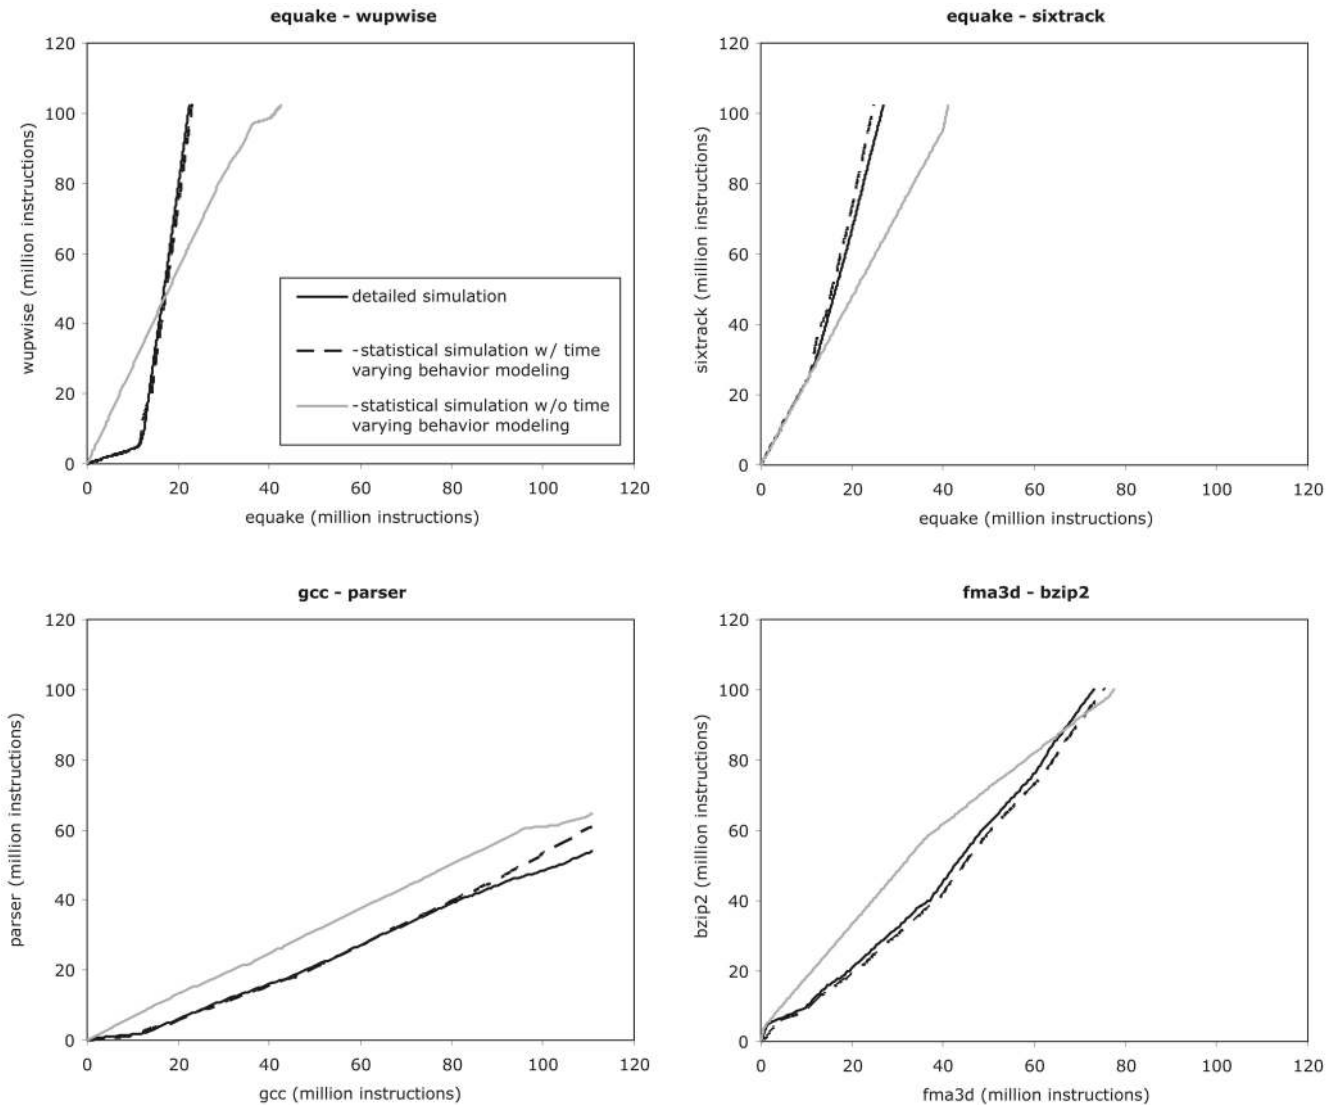 equake - wupwise
120
100
80
60
40
20
0
wupwise (million instructions)
detailed simulation
-statistical simulation w/ time
varying behavior modeling
-statistical simulation w/o time
varying behavior modeling
0 20 40 60 80 100 120
equake (million instructions)
equake - sixtrack
120
100
80
60
40
20
0
sixtrack (million instructions)
0 20 40 60 80 100 120
equake (million instructions)
gcc - parser
120
100
80
60
40
20
0
parser (million instructions)
0 20 40 60 80 100 120
gcc (million instructions)
fma3d - bzip2
120
100
80
60
40
20
0
bzip2 (million instructions)
0 20 40 60 80 100 120
fma3d (million instructions)